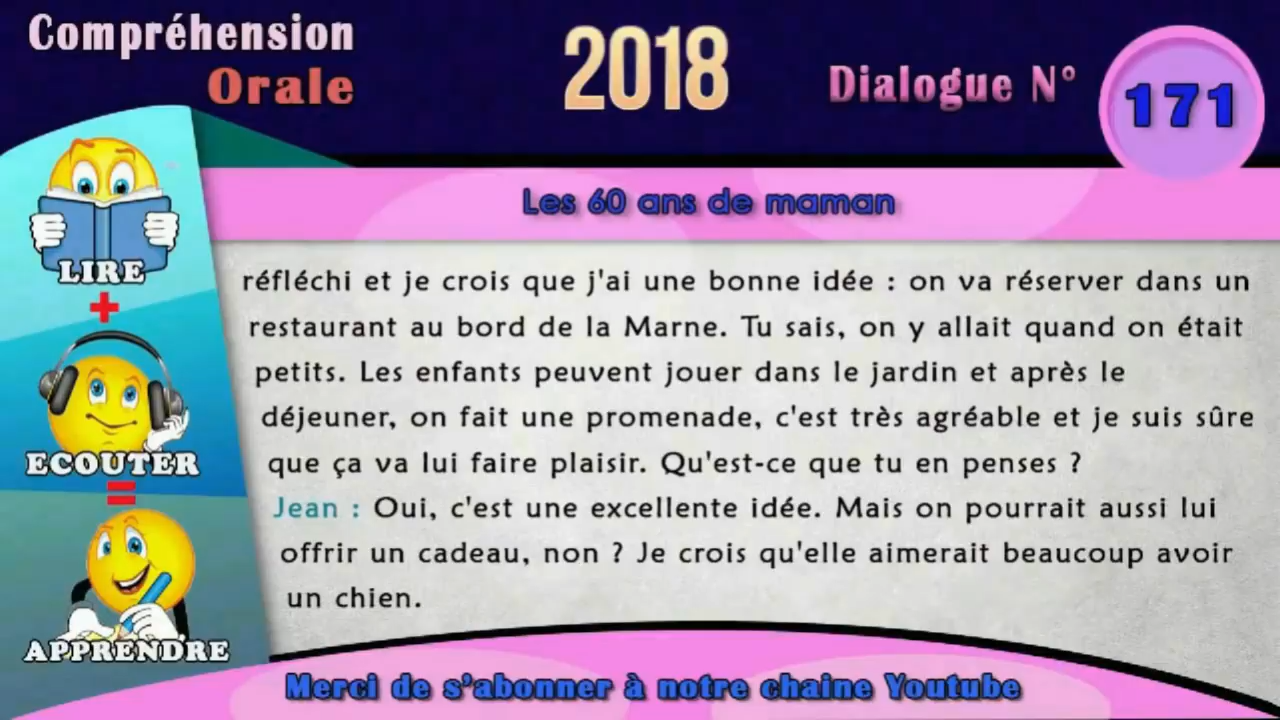 Compréhension
Orale
2018
Dialogue N°
171
Les 60 ans de maman
LIRE
+
ECOUTER
=
APPRENDRE
réfléchi et je crois que j'ai une bonne idée : on va réserver dans un
restaurant au bord de la Marne. Tu sais, on y allait quand on était
petits. Les enfants peuvent jouer dans le jardin et après le
déjeuner, on fait une promenade, c'est très agréable et je suis sûre
que ça va lui faire plaisir. Qu'est-ce que tu en penses ?
Jean : Oui, c'est une excellente idée. Mais on pourrait aussi lui
offrir un cadeau, non ? Je crois qu'elle aimerait beaucoup avoir
un chien.
Merci de s'abonner à notre chaine Youtube